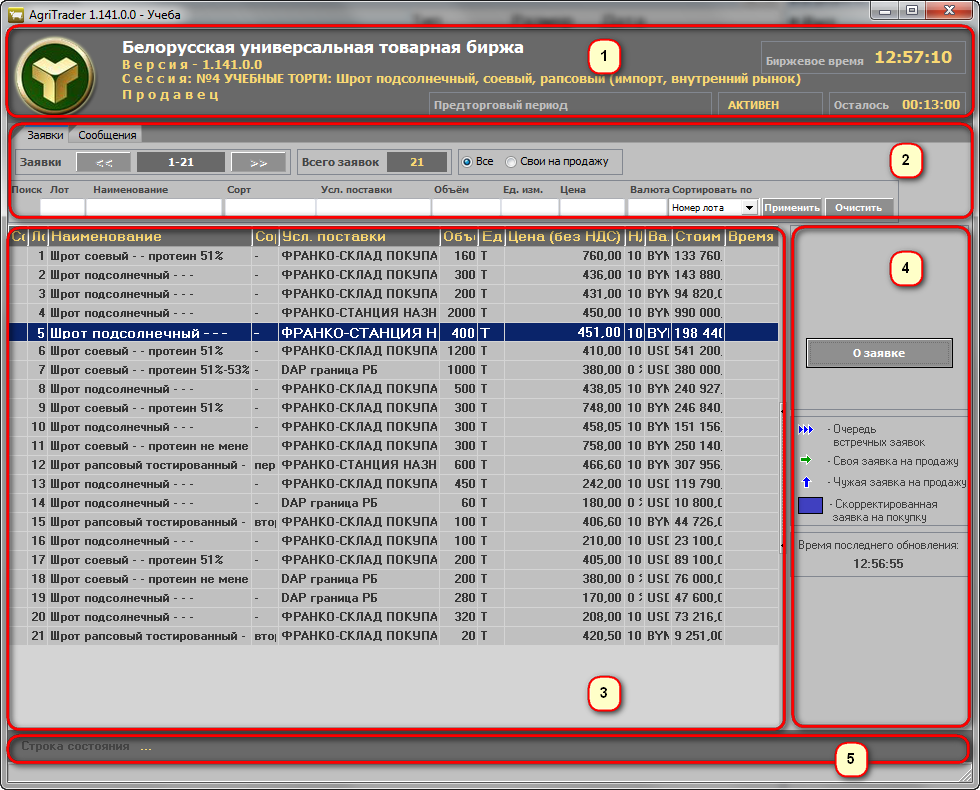 AgriTrader 1.141.0.0 - Учеба
Белорусская универсальная товарная биржа
Версия - 1.141.0.0
Сессия: №4 УЧЕБНЫЕ ТОРГИ: Шрот подсолнечный, соевый, рапсовый (импорт, внутренний рынок)
Продавец
1
Биржевое время 12:57:10
Предторговый период АКТИВЕН Осталось 00:13:00
Заявки Сообщения
Заявки << 1-21 >> Всего заявок 21 Все Свои на продажу
2
Поиск Лот Наименование Сорт Усл. поставки Объём Ед. изм. Цена Валюта Сортировать по
Номер лота Применить Очистить
Со Ло Наименование Со Усл. поставки Объ Ед Цена (без НДС) Н Ва. Стоим Время
1 Шрот соевый - - протеин 51% - ФРАНКО-СКЛАД ПОКУПА 160 Т 760,00 10 BYN 133 760,
2 Шрот подсолнечный - - - - ФРАНКО-СКЛАД ПОКУПА 300 Т 436,00 10 BYN 143 880,
3 Шрот подсолнечный - - - - ФРАНКО-СКЛАД ПОКУПА 200 Т 431,00 10 BYN 94 820,(
4 Шрот подсолнечный - - - - ФРАНКО-СТАНЦИЯ НАЗН 2000 Т 450,00 10 BYN 990 000,
5 Шрот подсолнечный - - - - ФРАНКО-СТАНЦИЯ Н 400 Т 451,00 10 BY 198 440
6 Шрот соевый - - протеин 51% - ФРАНКО-СКЛАД ПОКУПА 1200 Т 410,00 10 USD 541 200,
7 Шрот соевый - - протеин 51%-53% - DAP граница РБ 1000 Т 380,00 0 USD 380 000,
8 Шрот подсолнечный - - - - ФРАНКО-СКЛАД ПОКУПА 500 Т 438,05 10 BYN 240 927,
9 Шрот соевый - - протеин 51% - ФРАНКО-СКЛАД ПОКУПА 300 Т 748,00 10 BYN 246 840,
10 Шрот подсолнечный - - - - ФРАНКО-СКЛАД ПОКУПА 300 Т 458,05 10 BYN 151 156,
11 Шрот соевый - - протеин не мене - ФРАНКО-СКЛАД ПОКУПА 300 Т 758,00 10 BYN 250 140,
12 Шрот рапсовый тостированный - пер ФРАНКО-СТАНЦИЯ НАЗН 600 Т 466,60 10 BYN 307 956,
13 Шрот подсолнечный - - - - ФРАНКО-СКЛАД ПОКУПА 450 Т 242,00 10 USD 119 790,
14 Шрот подсолнечный - - - - DAP граница РБ 60 Т 180,00 0 USD 10 800,(
15 Шрот рапсовый тостированный - втор ФРАНКО-СКЛАД ПОКУПА 100 Т 406,60 10 BYN 44 726,(
16 Шрот подсолнечный - - - - ФРАНКО-СКЛАД ПОКУПА 100 Т 210,00 10 USD 23 100,(
17 Шрот соевый - - протеин 51% - ФРАНКО-СКЛАД ПОКУПА 200 Т 405,00 10 USD 89 100,(
18 Шрот соевый - - протеин не мене - DAP граница РБ 200 Т 380,00 0 USD 76 000,(
19 Шрот подсолнечный - - - - DAP граница РБ 280 Т 170,00 0 USD 47 600,(
20 Шрот подсолнечный - - - - ФРАНКО-СКЛАД ПОКУПА 320 Т 208,00 10 USD 73 216,(
21 Шрот рапсовый тостированный - втор ФРАНКО-СКЛАД ПОКУПА 20 Т 420,50 10 BYN 9 251,00
3
4
О заявке
- Очередь
встречных заявок
- Своя заявка на продажу
- Чужая заявка на продажу
- Скорректированная
заявка на покупку
Время последнего обновления:
12:56:55
Строка состояния ...
5